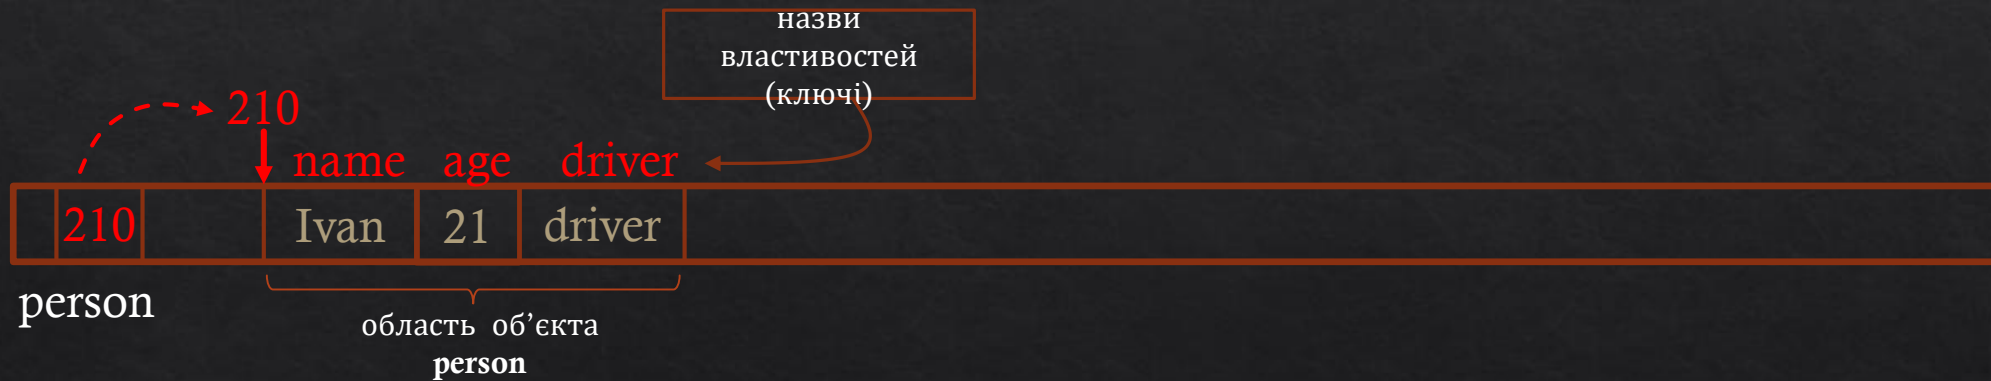 назви
властивостей
(ключі)
210
name age driver
210 Ivan 21 driver
person
область об’єкта
person